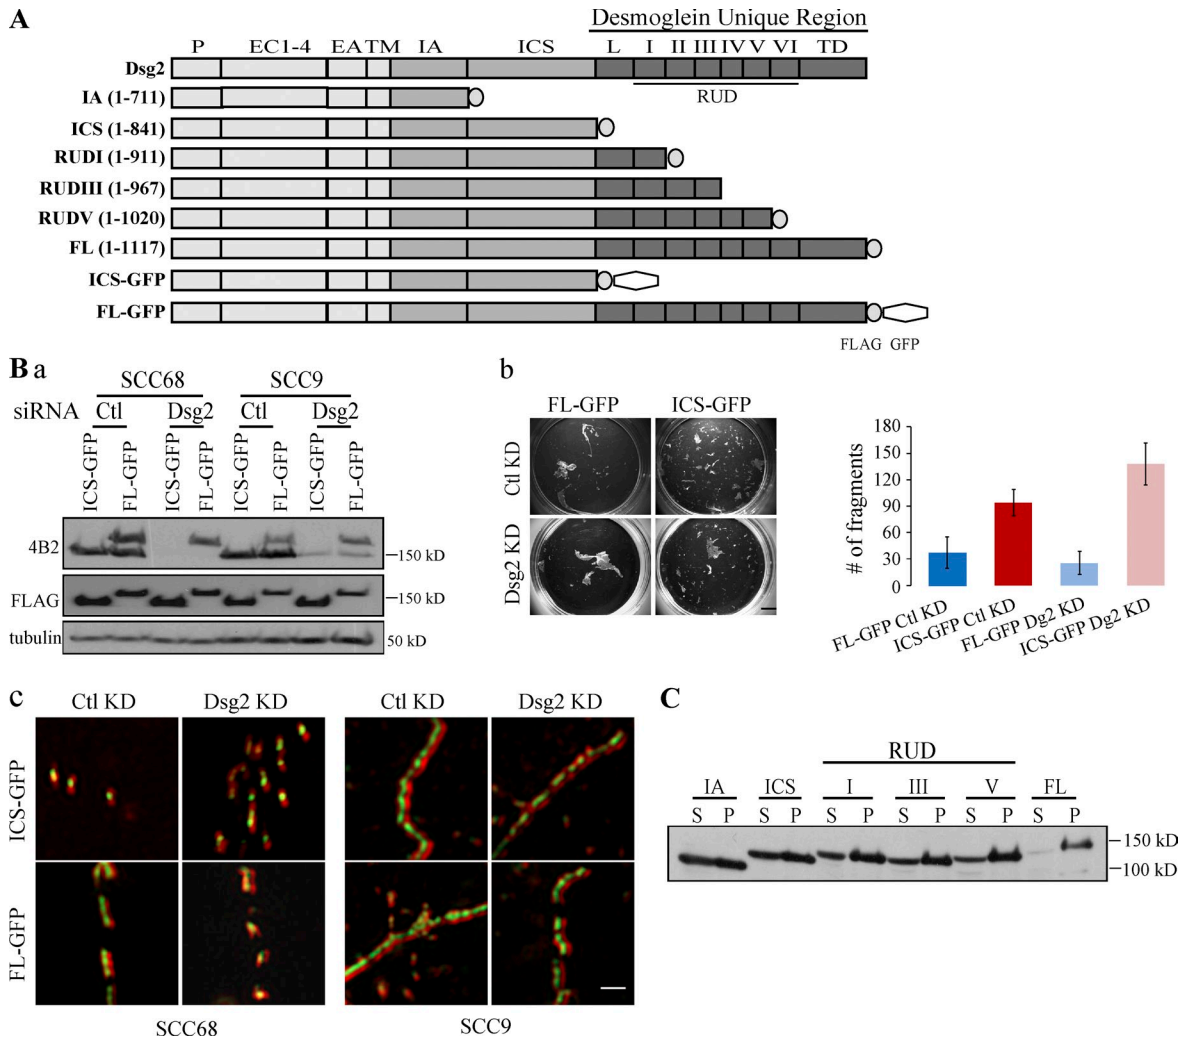 A
Desmoglein Unique Region
P EC1-4 EA TM IA ICS L I II III IV V VI TD
Dsg2
RUD
IA (1-711)
ICS (1-841)
RUDI (1-911)
RUDIII (1-967)
RUDV (1-1020)
FL (1-1117)
ICS-GFP
FL-GFP
FLAG GFP
B a
SCC68 SCC9
siRNA Ctl Dsg2 Ctl Dsg2
ICS-GFP FL-GFP ICS-GFP FL-GFP ICS-GFP FL-GFP ICS-GFP FL-GFP
4B2
150 kD
FLAG
150 kD
tubulin
50 kD
b
FL-GFP ICS-GFP
Ctl KD
Dsg2 KD
# of fragments
180
150
120
90
60
30
0
FL-GFP Ctl KD
ICS-GFP Ctl KD
FL-GFP Dg2 KD
ICS-GFP Dg2 KD
c
Ctl KD Dsg2 KD Ctl KD Dsg2 KD
ICS-GFP
FL-GFP
SCC68 SCC9
C
RUD
IA ICS I III V FL
S P S P S P S P S P S P
150 kD
100 kD